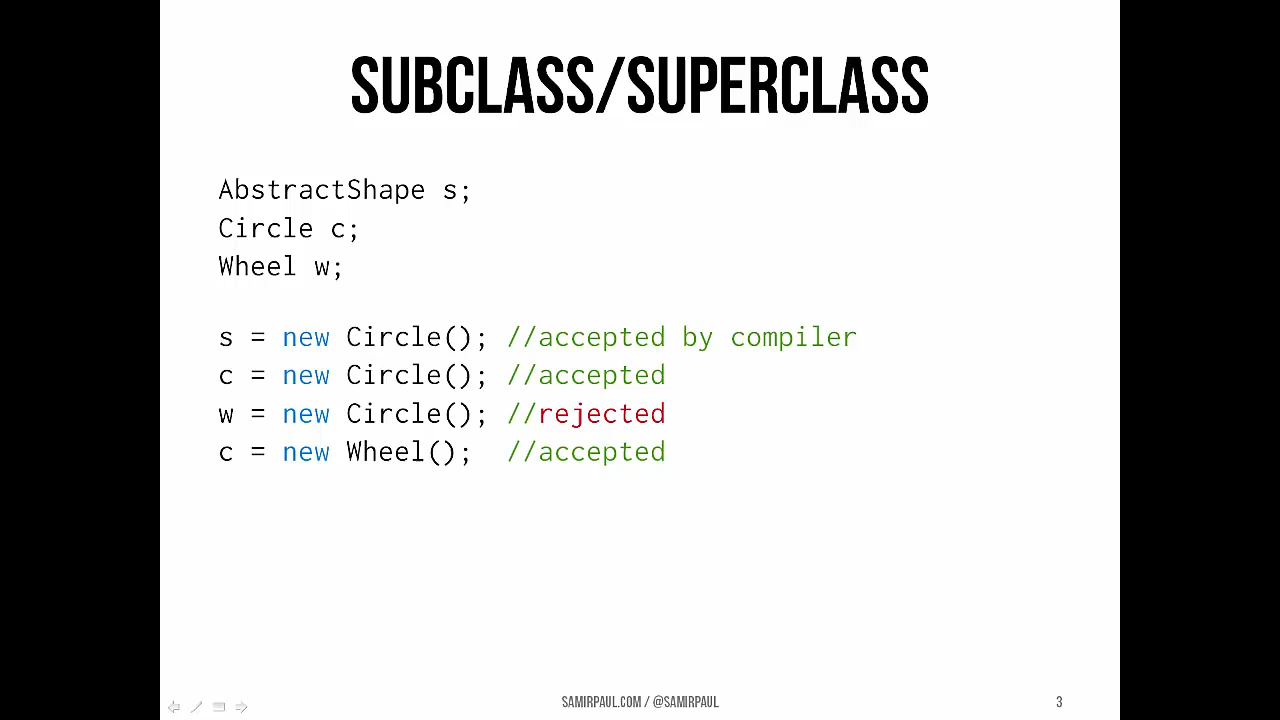 SUBCLASS/SUPERCLASS
AbstractShape s;
Circle c;
Wheel w;
s = new Circle(); //accepted by compiler
c = new Circle(); //accepted
w = new Circle(); //rejected
c = new Wheel();  //accepted
SAMIRPAUL.COM / @SAMIRPAUL
3